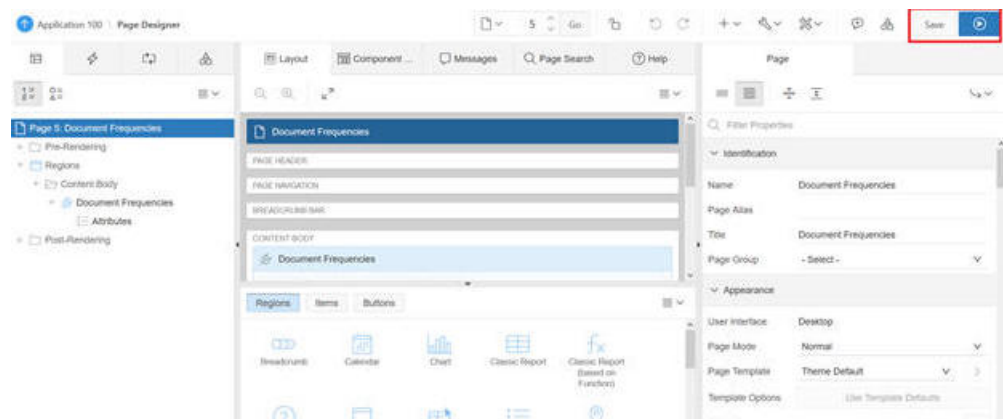 Application 100 \ Page Designer
5 Go Save
Layout Component ... Messages Page Search Help Page
Page 5: Document Frequencies
Pre-Rendering
Regions
Content Body
Document Frequencies
Attributes
Post-Rendering
Document Frequencies
PAGE HEADER
PAGE NAVIGATION
BREADCRUMB BAR
CONTENT BODY
Document Frequencies
Regions Items Buttons
Breadcrumb Calendar Chart Classic Report Classic Report
(based on
Function)
Filter Properties
Identification
Name Document Frequencies
Page Alias
Title Document Frequencies
Page Group - Select -
Appearance
User Interface Desktop
Page Mode Normal
Page Template Theme Default
Template Options Use Template Defaults